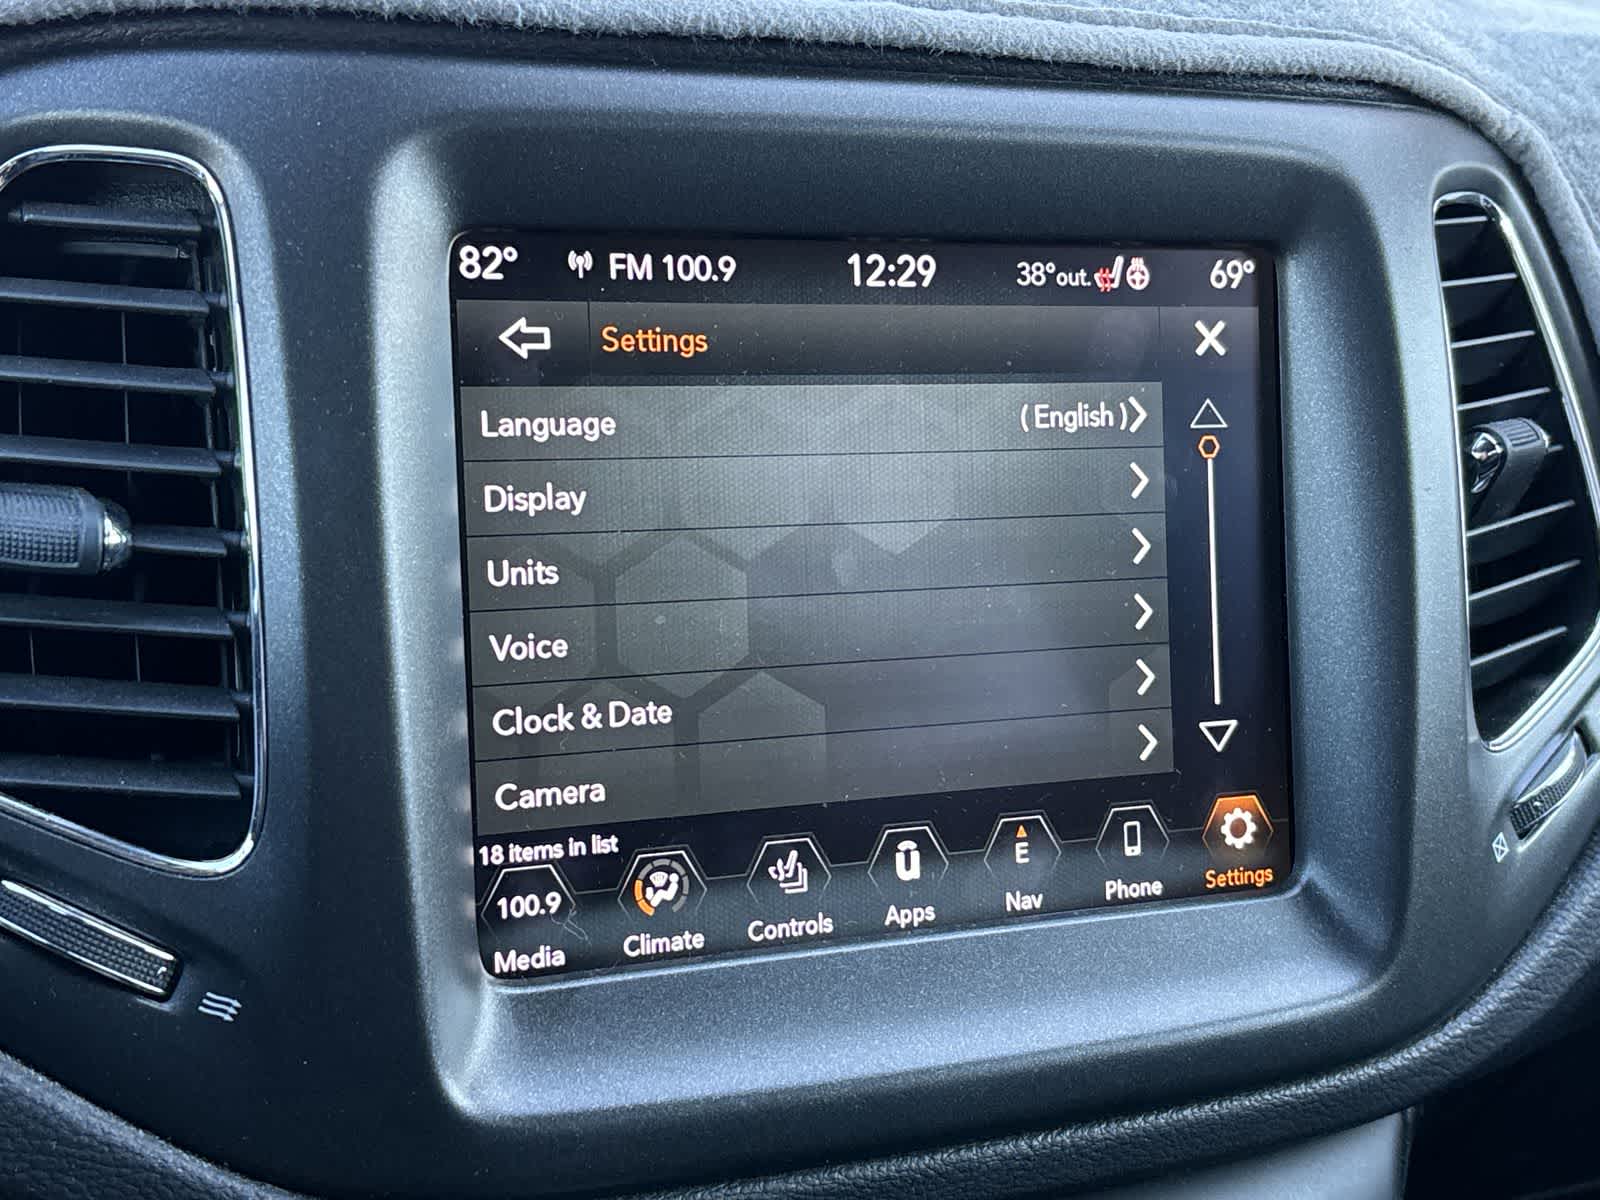 82° FM 100.9 12:29 38°out. 69°
Settings
Language (English)
Display
Units
Voice
Clock & Date
Camera
18 items in list
100.9 E
Media Climate Controls Apps Nav Phone Settings